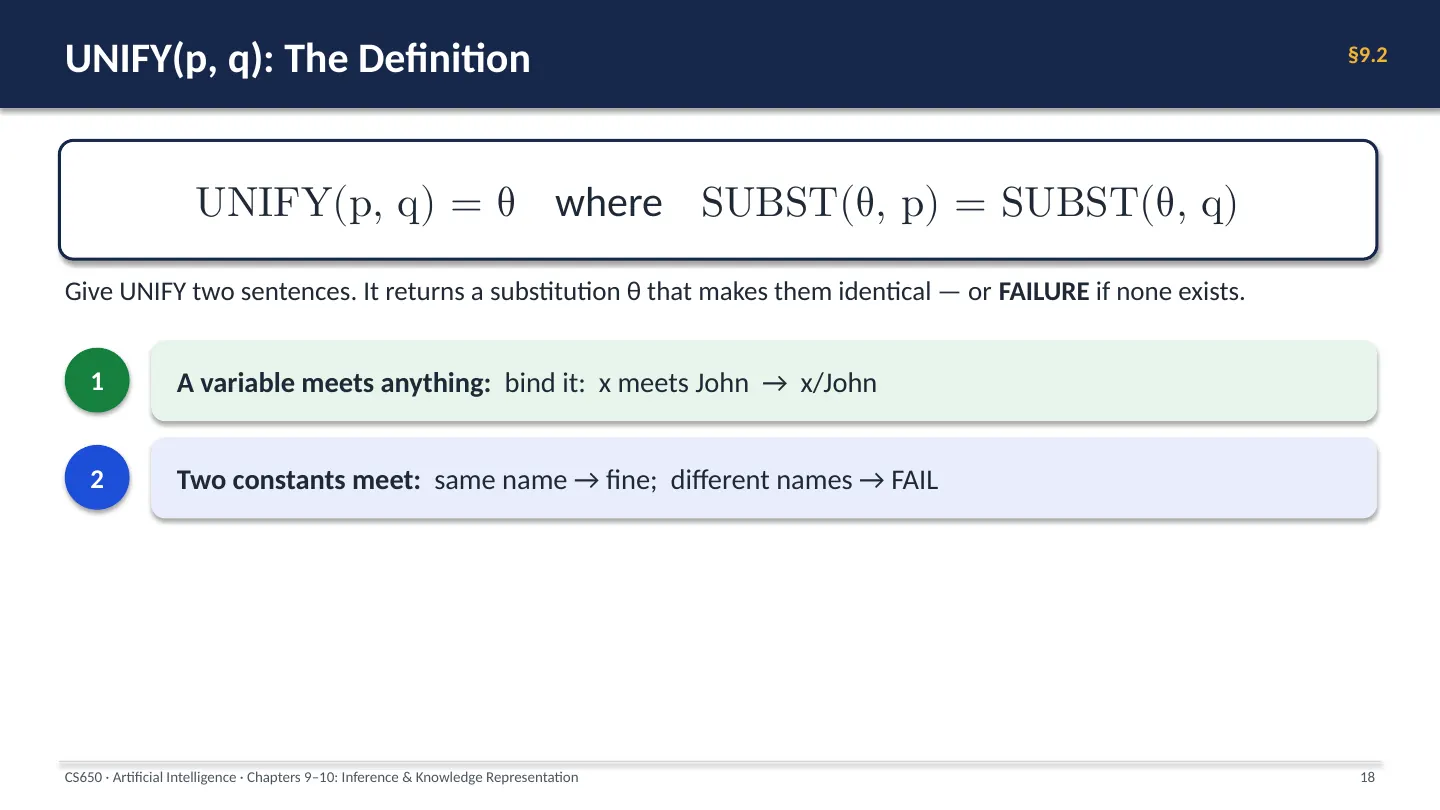 UNIFY(p, q): The Definition
§9.2
UNIFY(p, q) = θ where SUBST(θ, p) = SUBST(θ, q)
Give UNIFY two sentences. It returns a substitution θ that makes them identical — or FAILURE if none exists.
1
A variable meets anything: bind it: x meets John → x/John
2
Two constants meet: same name → fine; different names → FAIL
CS650 · Artificial Intelligence · Chapters 9–10: Inference & Knowledge Representation
18